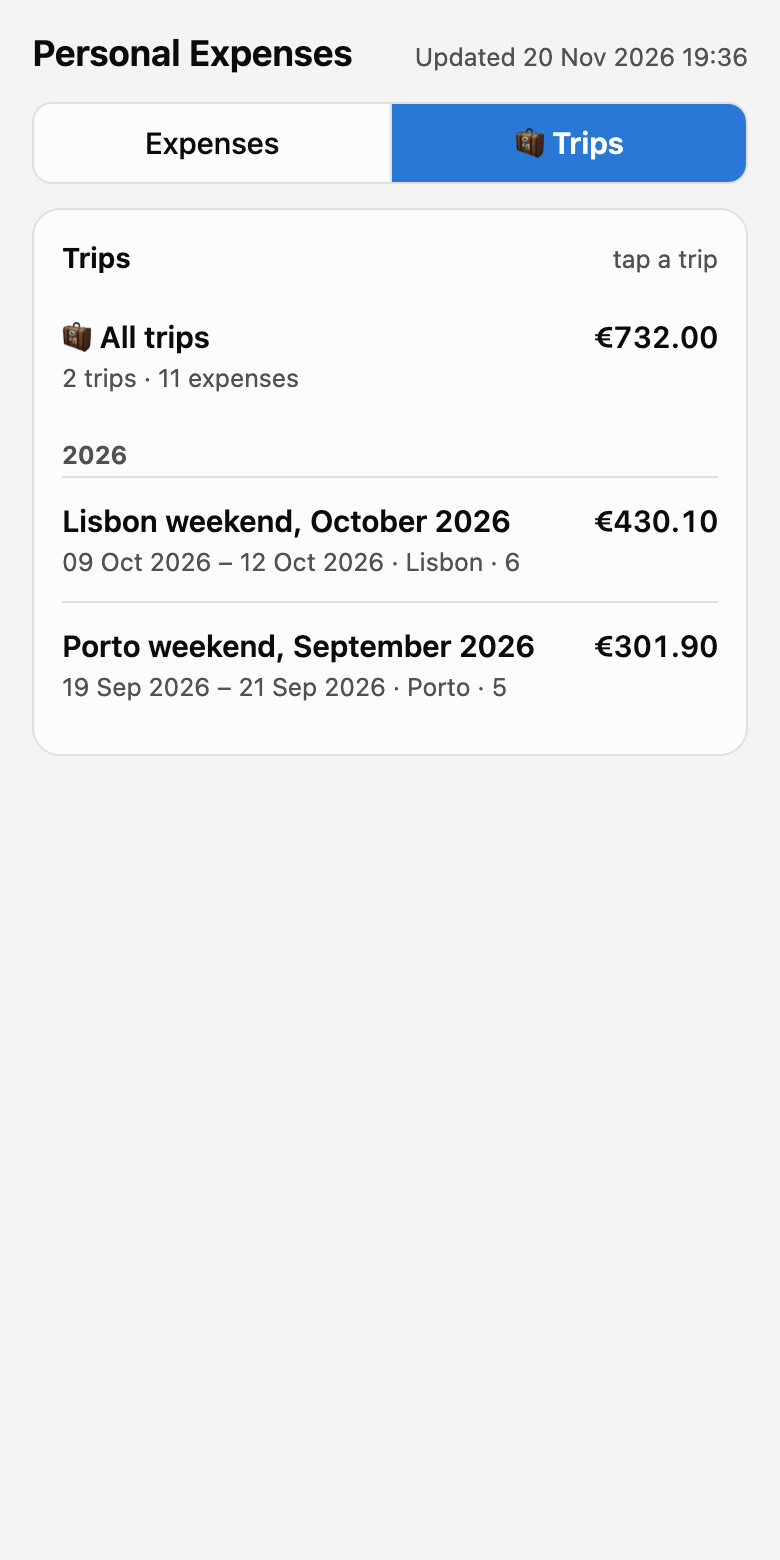 Personal Expenses
Updated 20 Nov 2026 19:36
Expenses
Trips
Trips
tap a trip
All trips
€732.00
2 trips · 11 expenses
2026
Lisbon weekend, October 2026
€430.10
09 Oct 2026 – 12 Oct 2026 · Lisbon · 6
Porto weekend, September 2026
€301.90
19 Sep 2026 – 21 Sep 2026 · Porto · 5